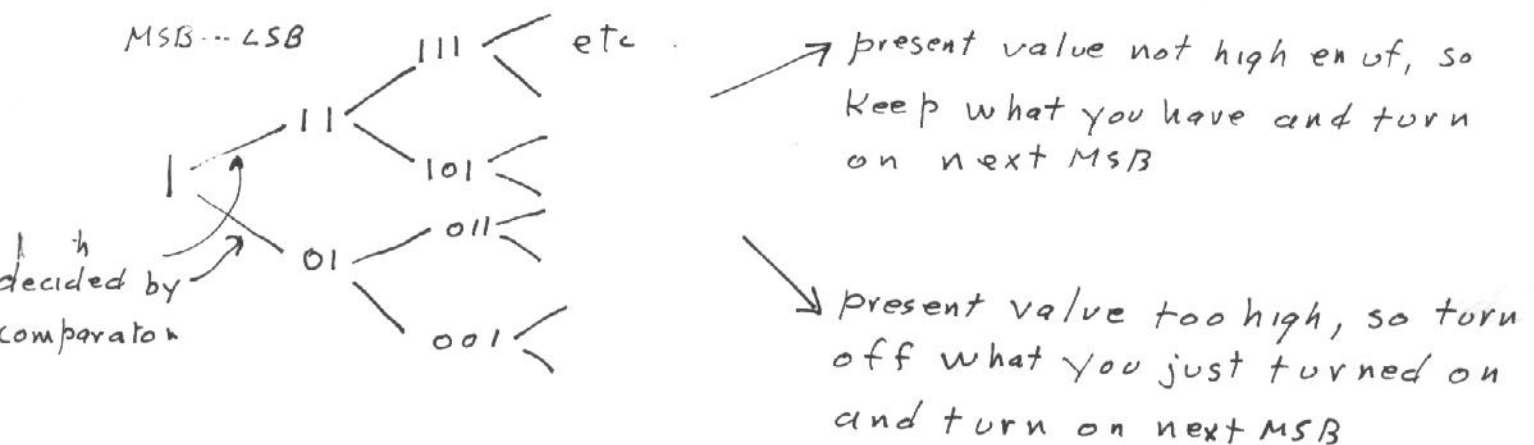 MSB...LSB
111 etc.
11
101
1
011
01
001
decided by
comparator
present value not high enuf, so
keep what you have and turn
on next MSB
present value too high, so turn
off what you just turned on
and turn on next MSB